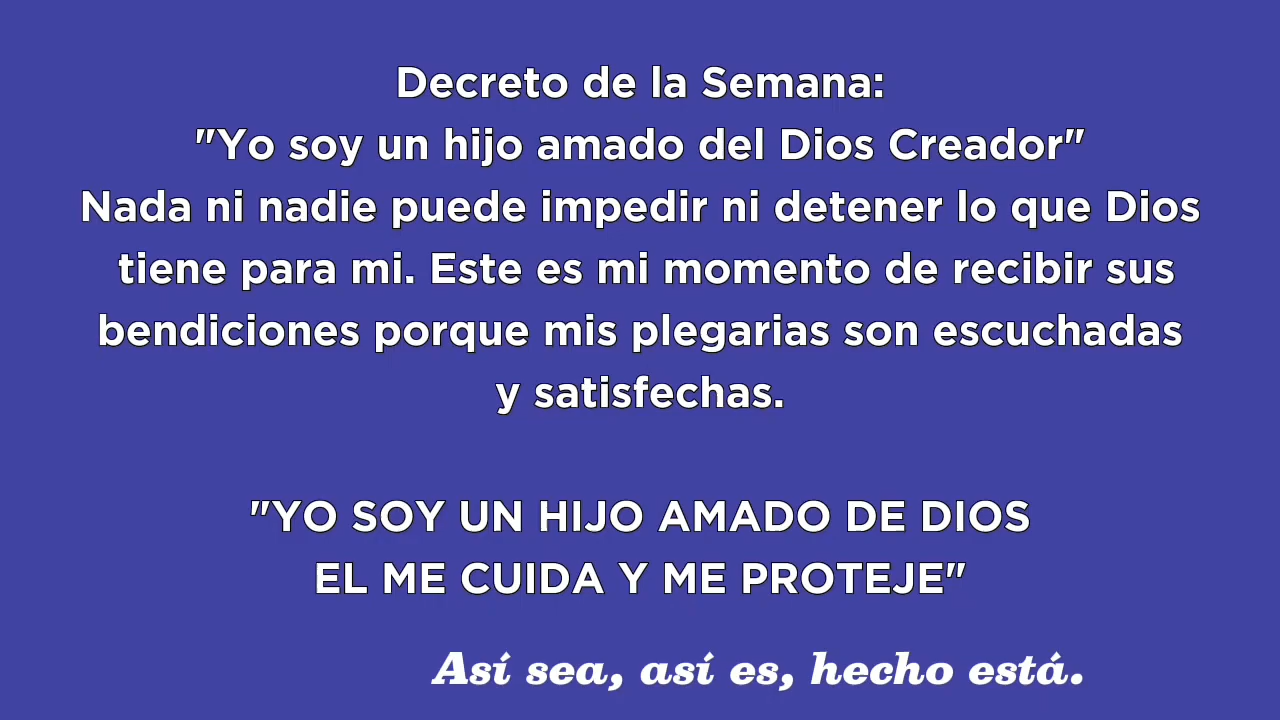 Decreto de la Semana:
"Yo soy un hijo amado del Dios Creador"
Nada ni nadie puede impedir ni detener lo que Dios
tiene para mi. Este es mi momento de recibir sus
bendiciones porque mis plegarias son escuchadas
y satisfechas.
"YO SOY UN HIJO AMADO DE DIOS
EL ME CUIDA Y ME PROTEJE"
Así sea, así es, hecho está.